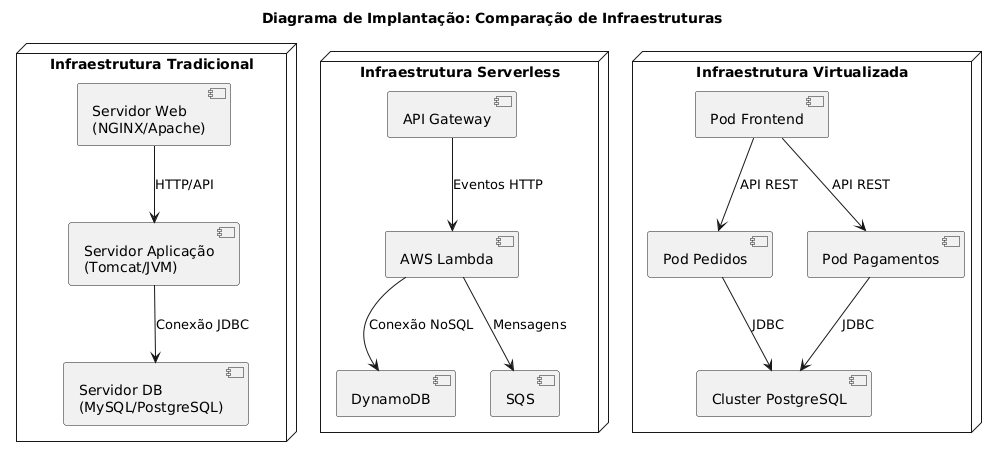 Diagrama de Implantação: Comparação de Infraestruturas
Infraestrutura Tradicional
Servidor Web
(NGINX/Apache)
HTTP/API
Servidor Aplicação
(Tomcat/JVM)
Conexão JDBC
Servidor DB
(MySQL/PostgreSQL)
Infraestrutura Serverless
API Gateway
Eventos HTTP
AWS Lambda
Conexão NoSQL
Mensagens
DynamoDB
SQS
Infraestrutura Virtualizada
Pod Frontend
API REST
API REST
Pod Pedidos
Pod Pagamentos
JDBC
JDBC
Cluster PostgreSQL